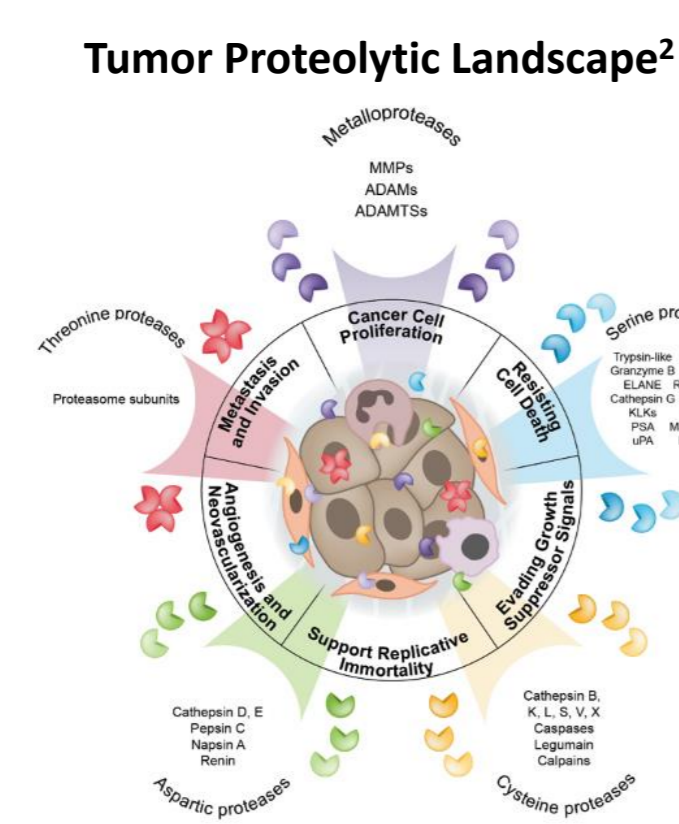 Tumor Proteolytic Landscape²
Metalloproteases
MMPs
ADAMs
ADAMTSs
Threonine proteases
Proteasome subunits
Serine
Trypsin-like
Granzyme B
ELANE
Cathepsin G
KLKs
PSA
uPA
Cancer Cell
Proliferation
Resisting
Cell Death
Evading Growth
Suppressor Signals
Support Replicative
Immortality
Angiogenesis and
Neovascularization
Metastasis
and Invasion
Cathepsin D, E
Pepsin C
Napsin A
Renin
Aspartic proteases
Cathepsin B,
K, L, S, V, X
Caspases
Legumain
Calpains
Cysteine proteases